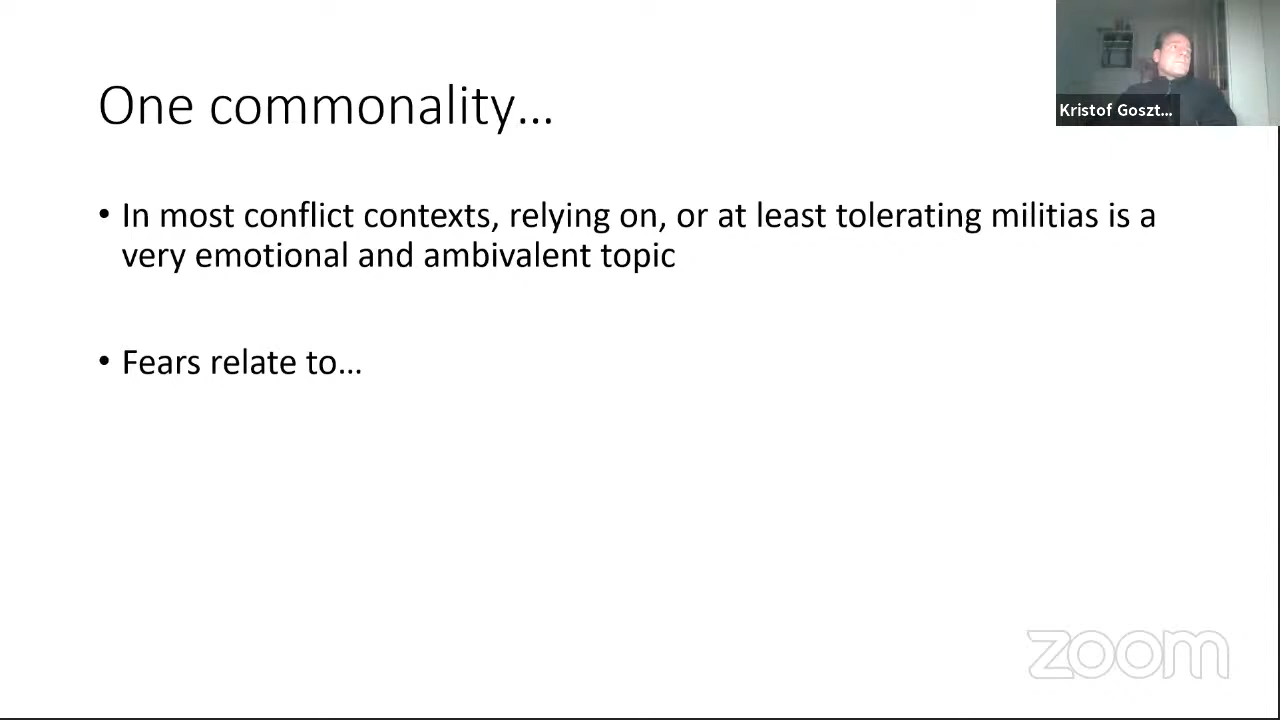 Kristof Goszt...
One commonality...
• In most conflict contexts, relying on, or at least tolerating militias is a
very emotional and ambivalent topic
• Fears relate to...
zoom